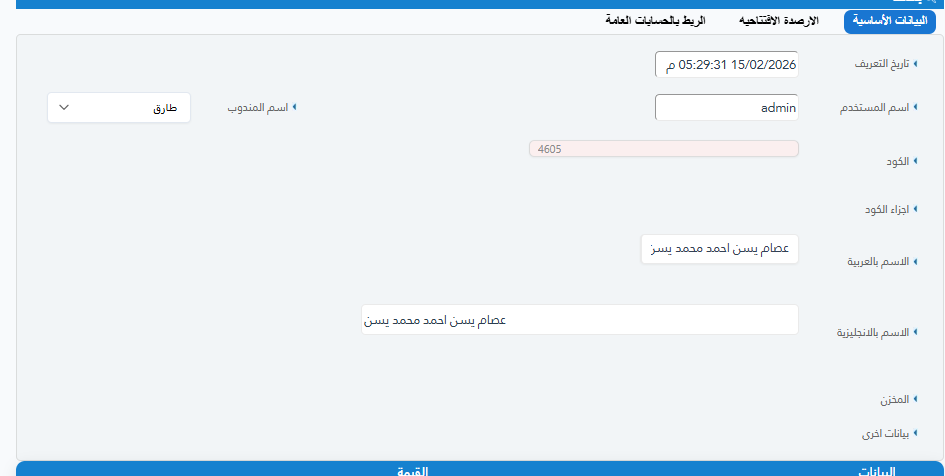 البيانات الأساسية الارصدة الافتتاحيه الربط بالحسابات العامة
تاريخ التعريف 15/02/2026 05:29:31 م
اسم المستخدم admin اسم المندوب طارق
الكود 4605
اجزاء الكود
الاسم بالعربية عصام يسن احمد محمد يسن
الاسم بالانجليزية عصام يسن احمد محمد يسن
المخزن
بيانات اخرى
البيانات القيمة